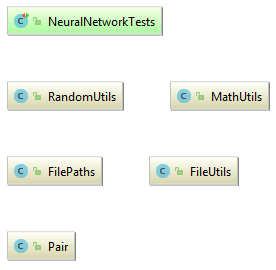 NeuralNetworkTests
RandomUtils MathUtils
FilePaths FileUtils
Pair